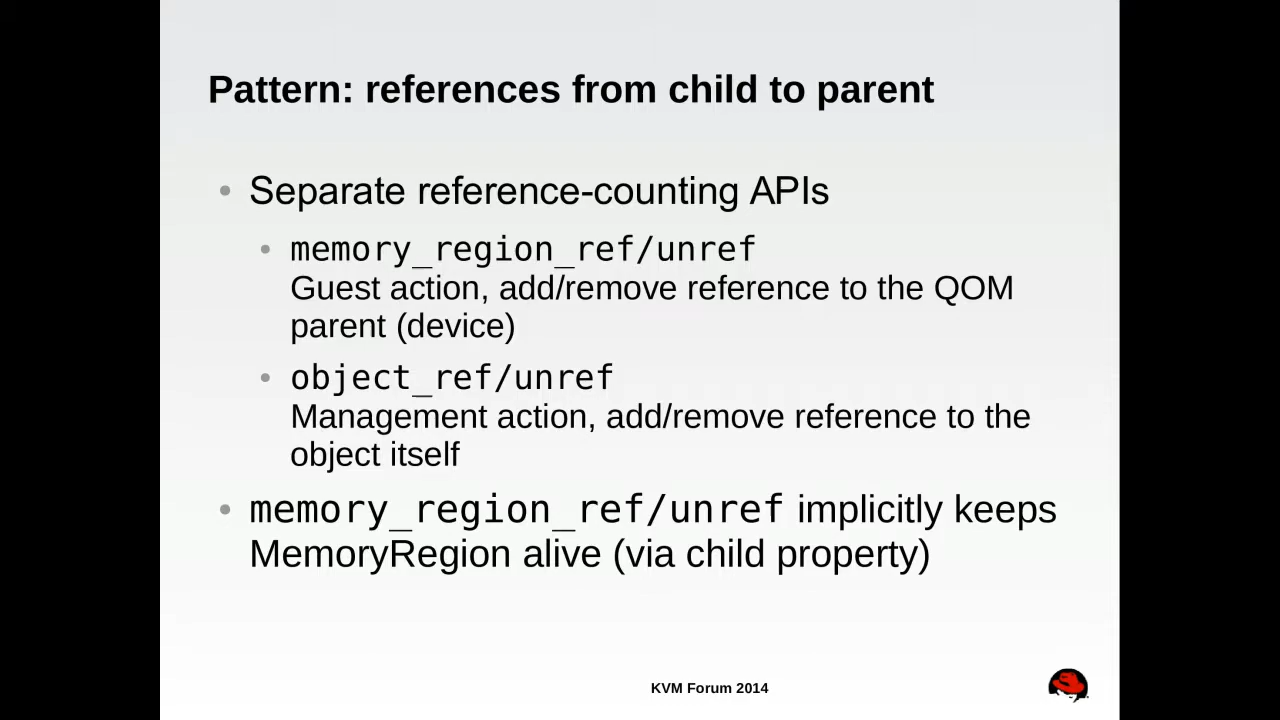 Pattern: references from child to parent
• Separate reference-counting APIs
• memory_region_ref/unref
Guest action, add/remove reference to the QOM
parent (device)
• object_ref/unref
Management action, add/remove reference to the
object itself
• memory_region_ref/unref implicitly keeps
MemoryRegion alive (via child property)
KVM Forum 2014